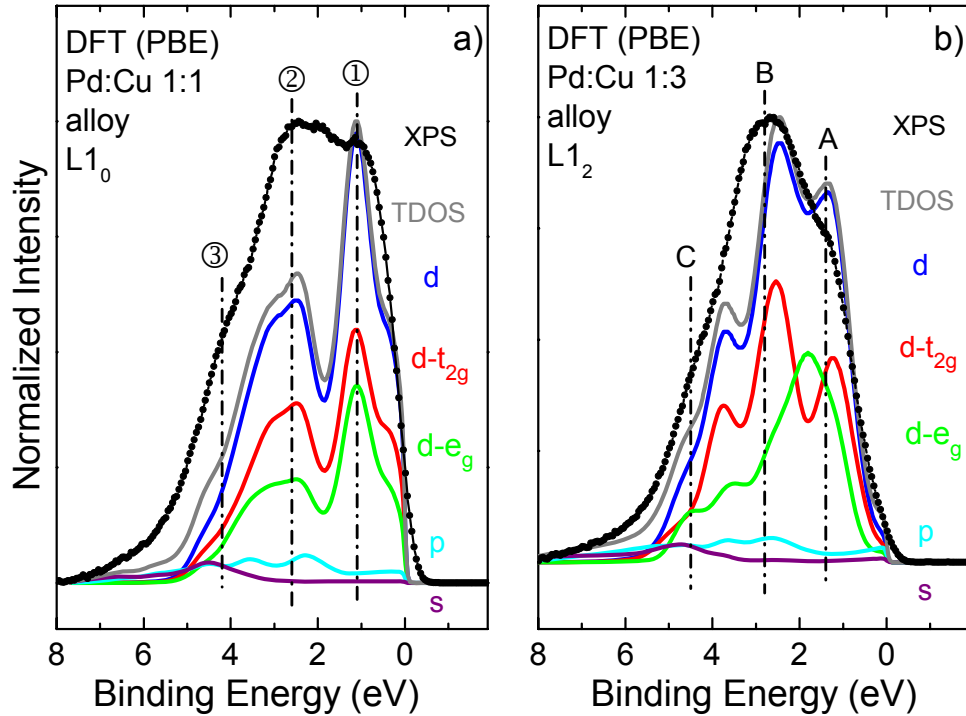 DFT (PBE)
Pd:Cu 1:1
alloy
L1₀
a)
①
②
③
XPS
TDOS
d
d-t₂g
d-eg
p
s
Normalized Intensity
8 6 4 2 0
Binding Energy (eV)
DFT (PBE)
Pd:Cu 1:3
alloy
L1₂
b)
B
A
C
XPS
TDOS
d
d-t₂g
d-eg
p
s
8 6 4 2 0
Binding Energy (eV)